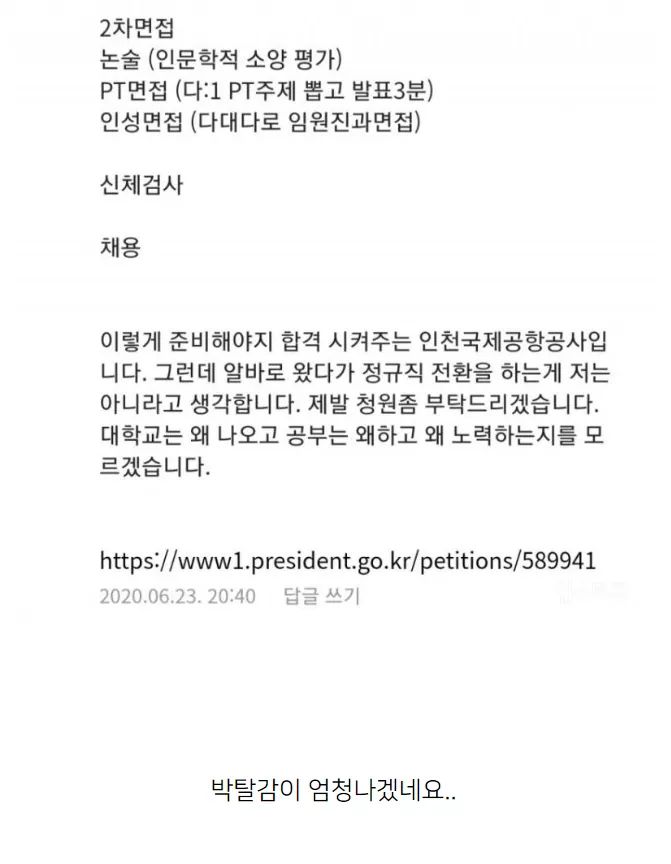 2차면접
논술 (인문학적 소양 평가)
PT면접 (다:1 PT주제 뽑고 발표3분)
인성면접 (다대다로 임원진과면접)
신체검사
채용
이렇게 준비해야지 합격 시켜주는 인천국제공항공사입
니다. 그런데 알바로 왔다가 정규직 전환을 하는게 저는
아니라고 생각합니다. 제발 청원좀 부탁드리겠습니다.
대학교는 왜 나오고 공부는 왜하고 왜 노력하는지를 모
르겠습니다.
https://www1.president.go.kr/petitions/589941
2020.06.23. 20:40 답글 쓰기
박탈감이 엄청나겠네요..